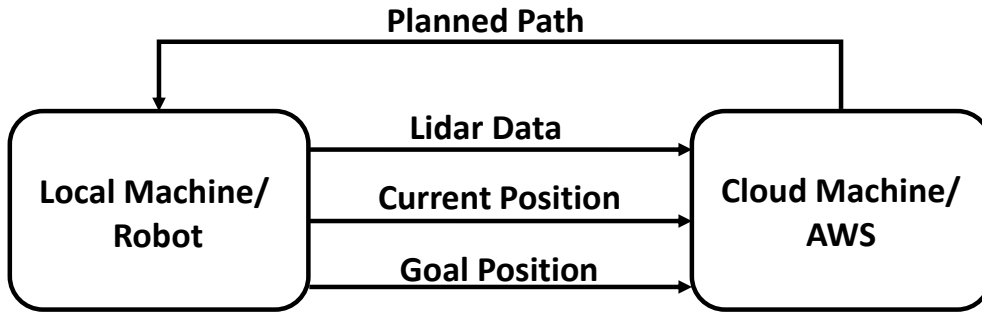 Planned Path
Lidar Data
Local Machine/
Robot
Current Position
Cloud Machine/
AWS
Goal Position